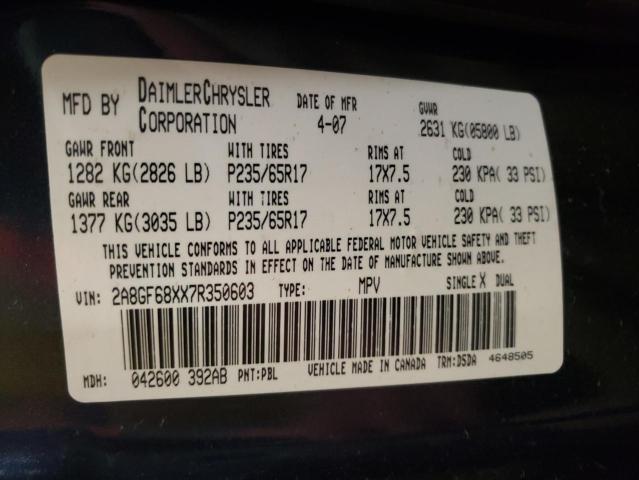 MFD BY DAIMLERCHRYSLER CORPORATION DATE OF MFR 4-07 GVWR 2631 KG(05800 LB)
GAWR FRONT WITH TIRES RIMS AT COLD
1282 KG(2826 LB) P235/65R17 17X7.5 230 KPA( 33 PSI)
GAWR REAR WITH TIRES RIMS AT COLD
1377 KG(3035 LB) P235/65R17 17X7.5 230 KPA( 33 PSI)
THIS VEHICLE CONFORMS TO ALL APPLICABLE FEDERAL MOTOR VEHICLE SAFETY AND THEFT
PREVENTION STANDARDS IN EFFECT ON THE DATE OF MANUFACTURE SHOWN ABOVE.
VIN: 2A8GF68XX7R350603 TYPE: MPV SINGLE X DUAL
MDH: 042600 392AB PNT:PBL VEHICLE MADE IN CANADA TRM:D5DA 4648505